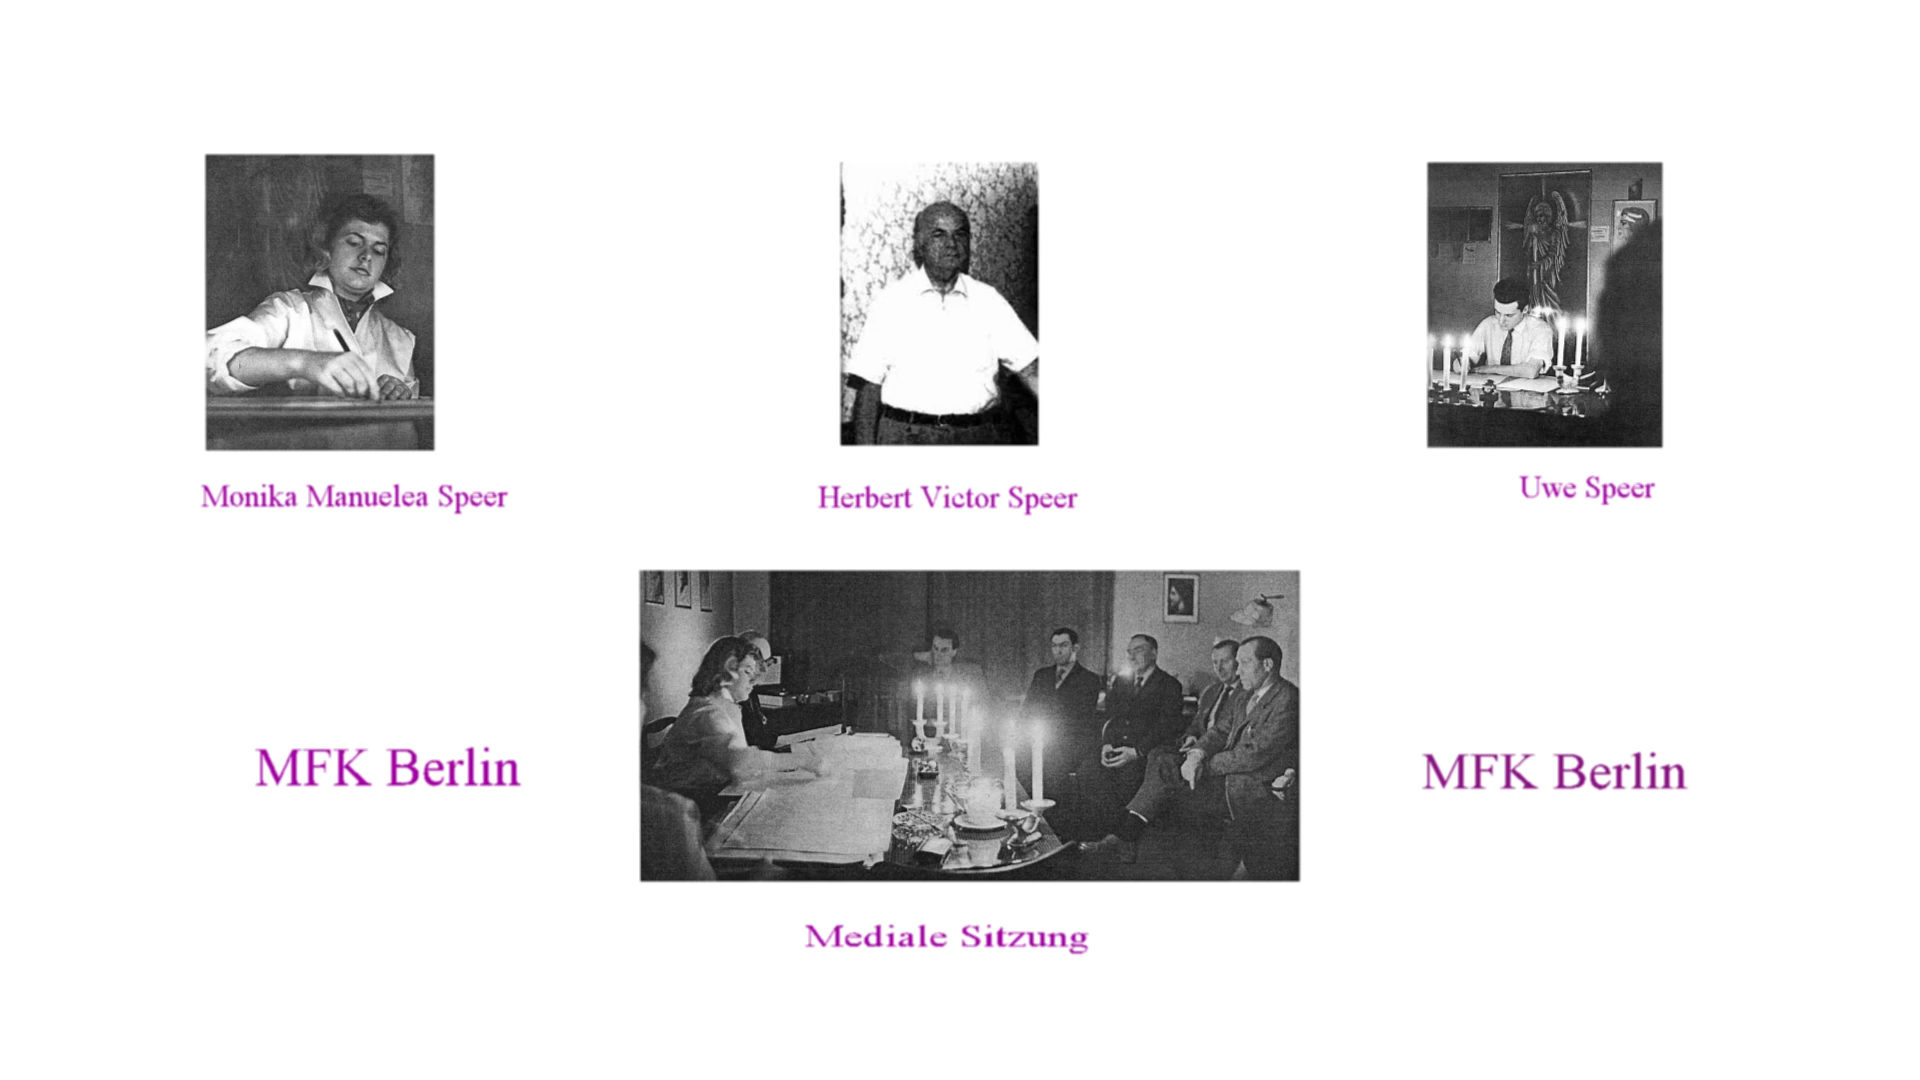 Monika Manuelea Speer
Herbert Victor Speer
Uwe Speer
MFK Berlin
MFK Berlin
Mediale Sitzung